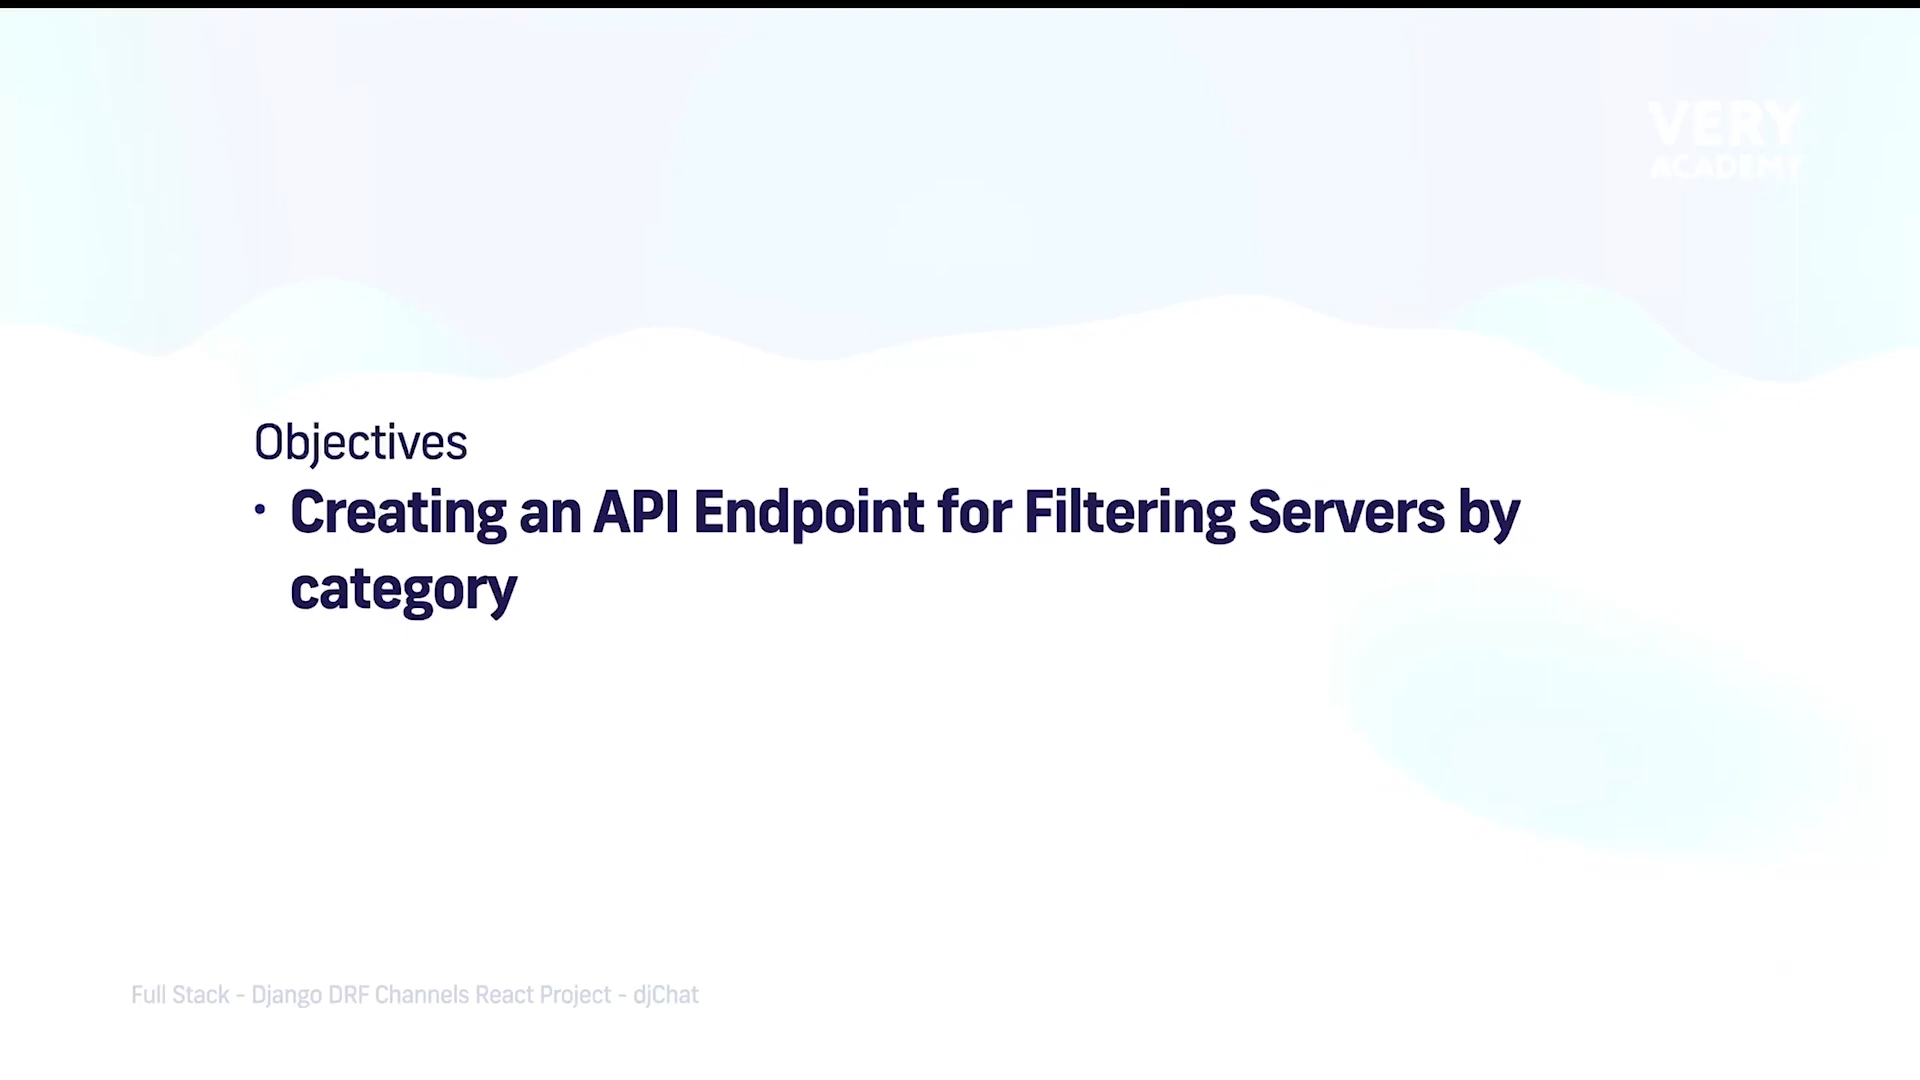 VERY
ACADEMY
Objectives
• Creating an API Endpoint for Filtering Servers by
category
Full Stack - Django DRF Channels React Project - djChat